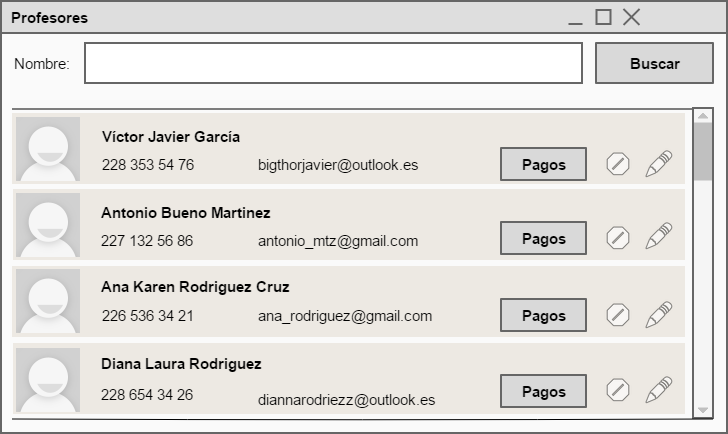 Profesores
Nombre: Buscar
Víctor Javier García
228 353 54 76 bigthorjavier@outlook.es Pagos
Antonio Bueno Martinez
227 132 56 86 antonio_mtz@gmail.com Pagos
Ana Karen Rodriguez Cruz
226 536 34 21 ana_rodriguez@gmail.com Pagos
Diana Laura Rodriguez
228 654 34 26 diannarodriezz@outlook.es Pagos